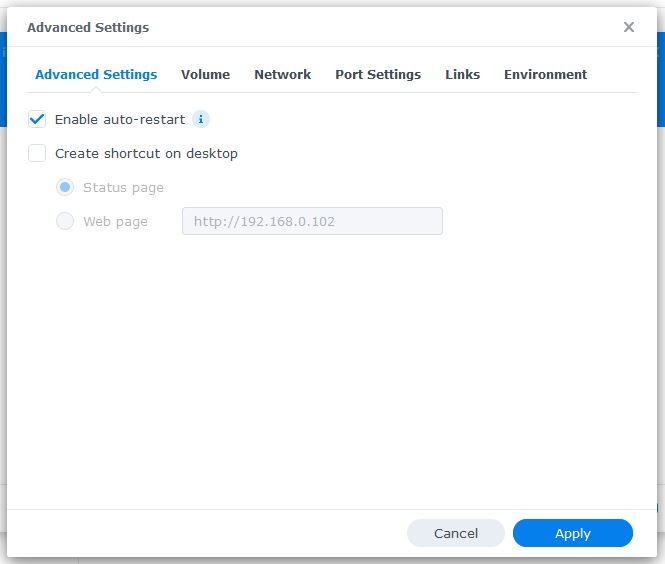 Advanced Settings
Advanced Settings Volume Network Port Settings Links Environment
Enable auto-restart i
Create shortcut on desktop
Status page
Web page http://192.168.0.102
Cancel Apply